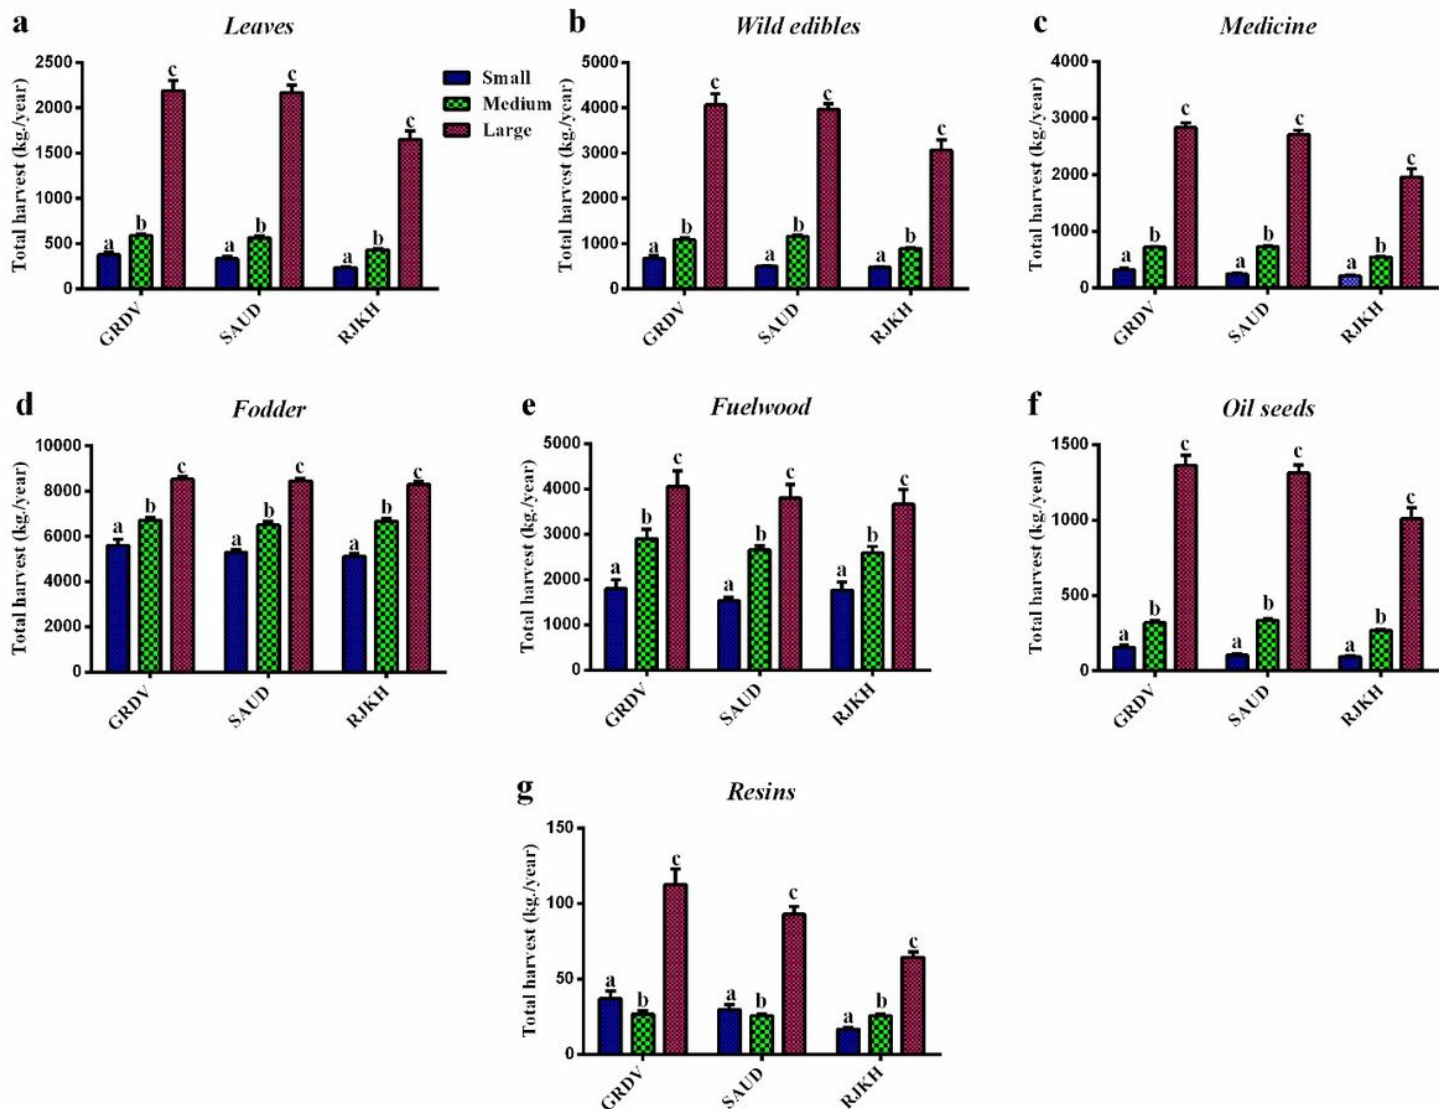 a
Leaves
Total harvest (kg./year)
2500
2000
1500
1000
500
0
a
b
c
a
b
c
a
b
c
GRDV
SAUD
RJKH
Small
Medium
Large
b
Wild edibles
Total harvest (kg./year)
5000
4000
3000
2000
1000
0
a
b
c
a
b
c
a
b
c
GRDV
SAUD
RJKH
c
Medicine
Total harvest (kg./year)
4000
3000
2000
1000
0
a
b
c
a
b
c
a
b
c
GRDV
SAUD
RJKH
d
Fodder
Total harvest (kg./year)
10000
8000
6000
4000
2000
0
a
b
c
a
b
c
a
b
c
GRDV
SAUD
RJKH
e
Fuelwood
Total harvest (kg./year)
5000
4000
3000
2000
1000
0
a
b
c
a
b
c
a
b
c
GRDV
SAUD
RJKH
f
Oil seeds
Total harvest (kg./year)
1500
1000
500
0
a
b
c
a
b
c
a
b
c
GRDV
SAUD
RJKH
g
Resins
Total harvest (kg./year)
150
100
50
0
a
b
c
a
b
c
a
b
c
GRDV
SAUD
RJKH